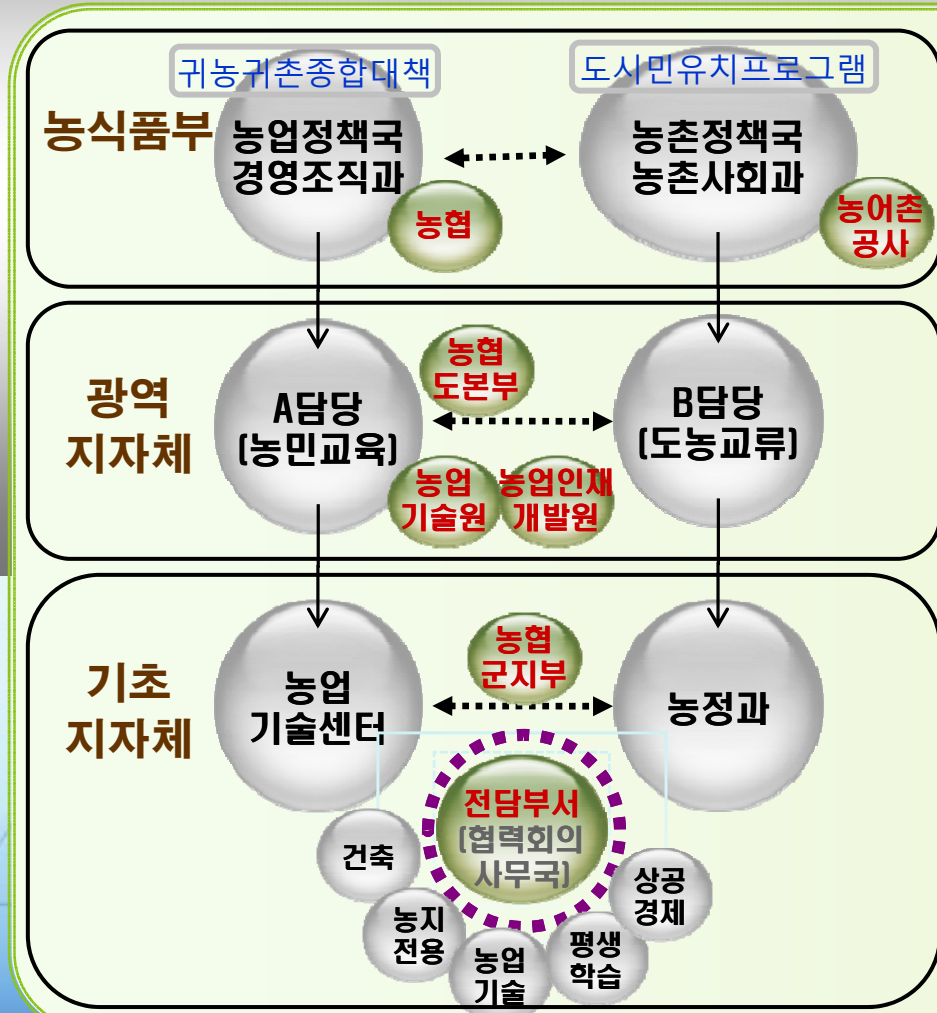 귀농귀촌종합대책
도시민유치프로그램
농식품부
농업정책국
경영조직과
농협
농촌정책국
농촌사회과
농어촌
공사
광역
지자체
A담당
(농민교육)
농협
도본부
농업
기술원
농업인재
개발원
B담당
(도농교류)
기초
지자체
농업
기술센터
농협
군지부
농정과
전담부서
(협력회의
사무국)
건축
농지
전용
농업
기술
평생
학습
상공
경제